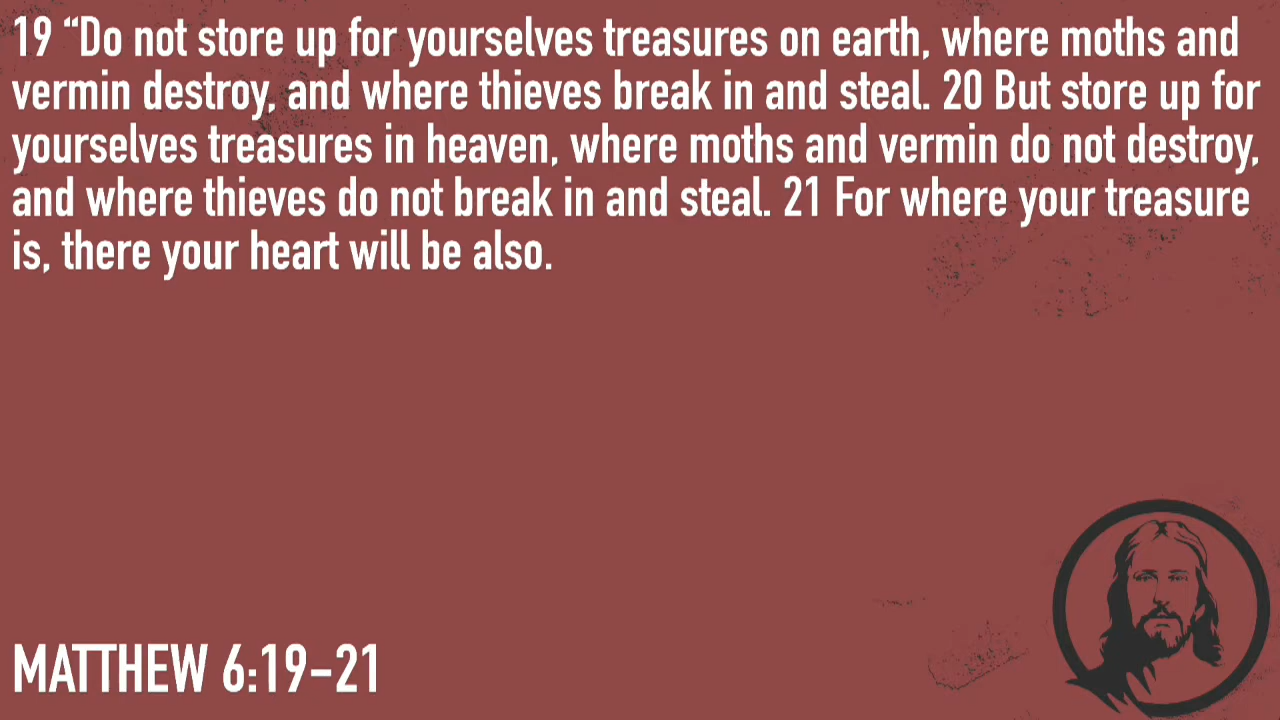 19 “Do not store up for yourselves treasures on earth, where moths and
vermin destroy, and where thieves break in and steal. 20 But store up for
yourselves treasures in heaven, where moths and vermin do not destroy,
and where thieves do not break in and steal. 21 For where your treasure
is, there your heart will be also.
MATTHEW 6:19–21